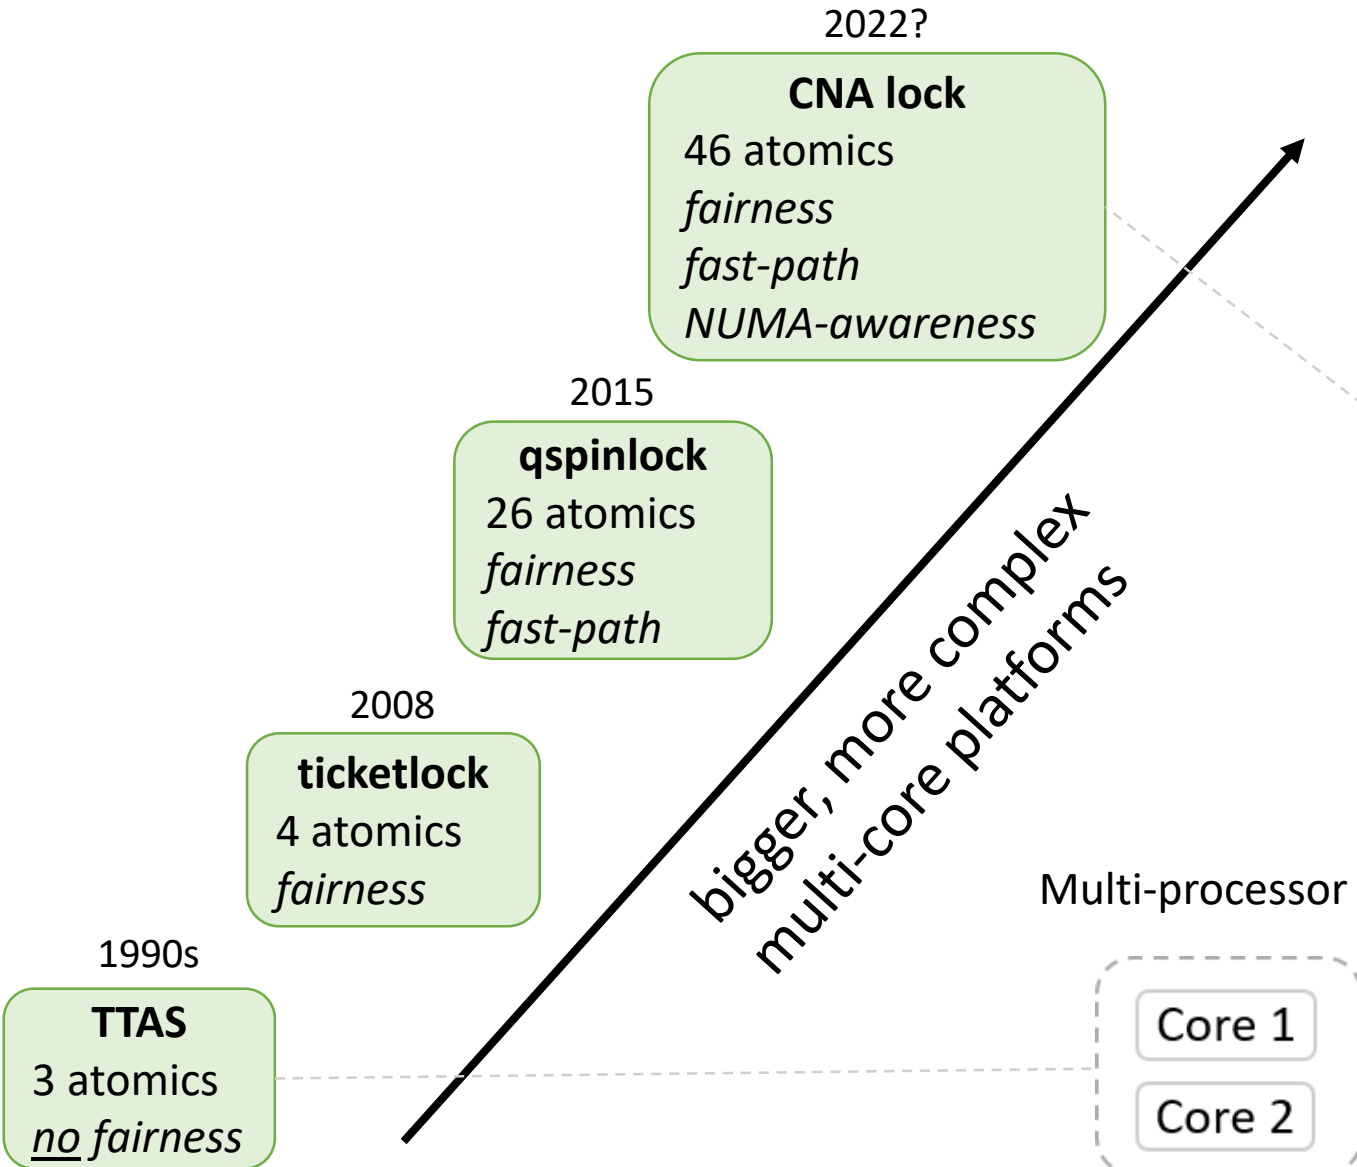 2022?
CNA lock
46 atomics
fairness
fast-path
NUMA-awareness
2015
qspinlock
26 atomics
fairness
fast-path
2008
ticketlock
4 atomics
fairness
1990s
TTAS
3 atomics
no fairness
bigger, more complex
multi-core platforms
Multi-processor
Core 1
Core 2